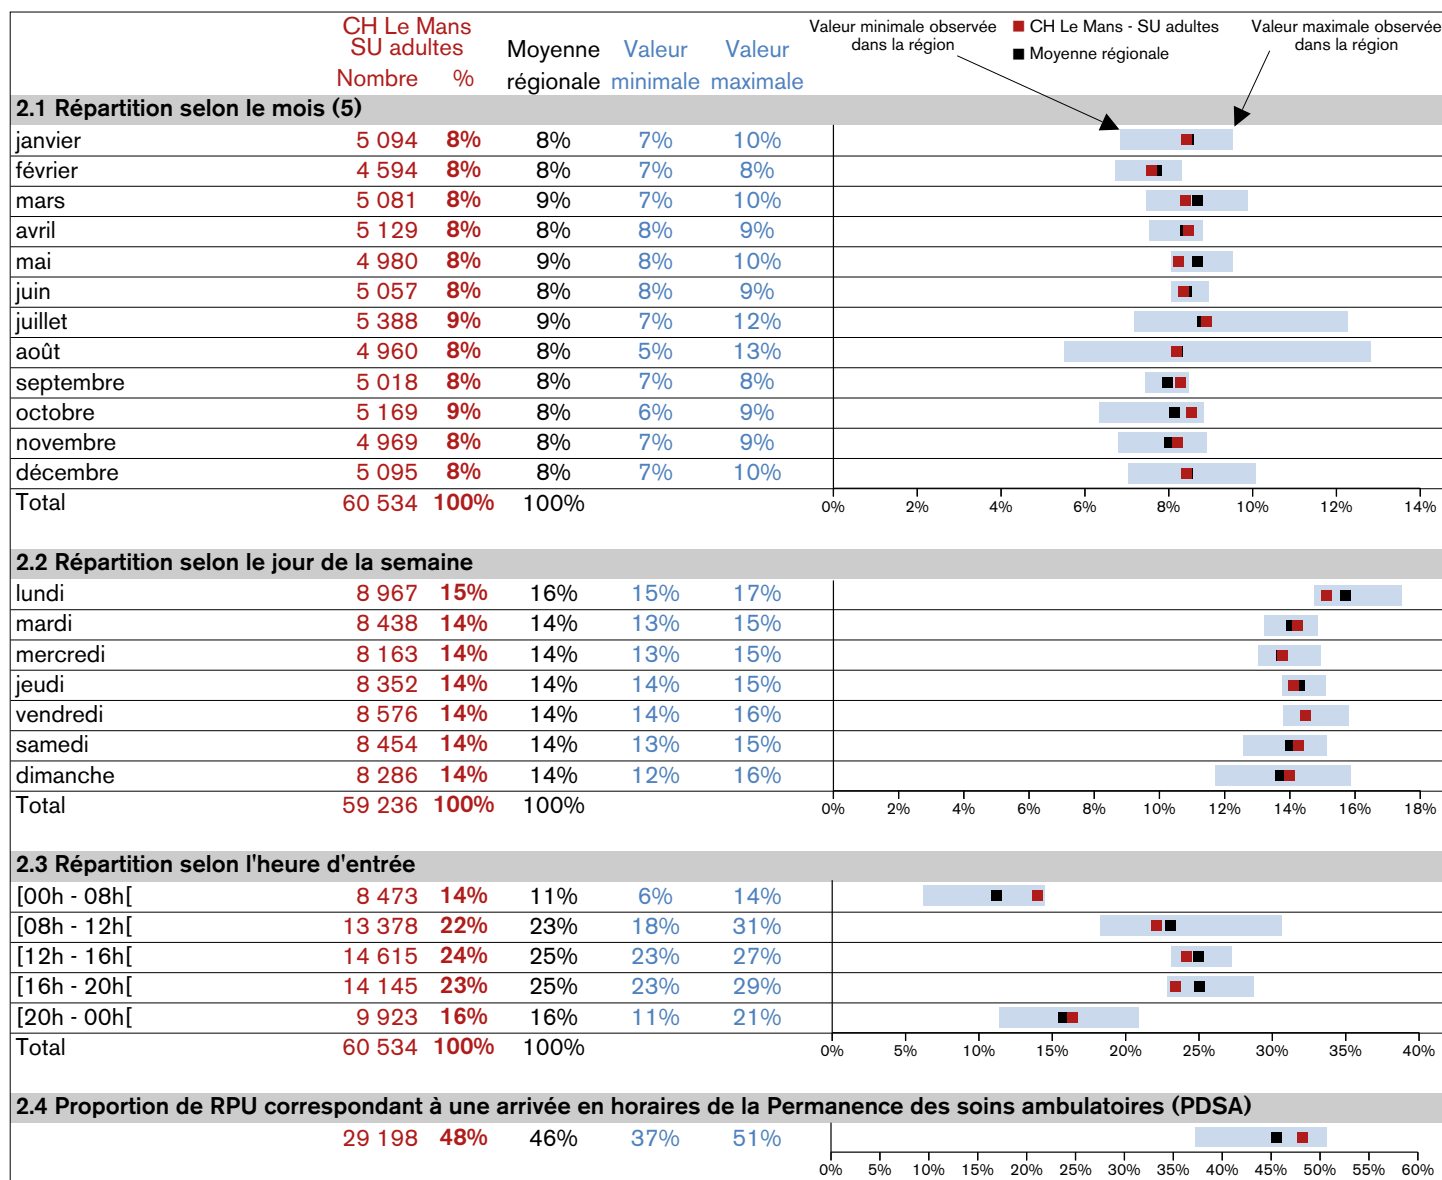 CH Le Mans
SU adultes
Moyenne Valeur Valeur
Nombre % régionale minimale maximale
Valeur minimale observée dans la région
CH Le Mans - SU adultes
Moyenne régionale
Valeur maximale observée dans la région
2.1 Répartition selon le mois (5)
janvier 5 094 8% 8% 7% 10%
février 4 594 8% 8% 7% 8%
mars 5 081 8% 9% 7% 10%
avril 5 129 8% 8% 8% 9%
mai 4 980 8% 9% 8% 10%
juin 5 057 8% 8% 8% 9%
juillet 5 388 9% 9% 7% 12%
août 4 960 8% 8% 5% 13%
septembre 5 018 8% 8% 7% 8%
octobre 5 169 9% 8% 6% 9%
novembre 4 969 8% 8% 7% 9%
décembre 5 095 8% 8% 7% 10%
Total 60 534 100% 100%
0% 2% 4% 6% 8% 10% 12% 14%
2.2 Répartition selon le jour de la semaine
lundi 8 967 15% 16% 15% 17%
mardi 8 438 14% 14% 13% 15%
mercredi 8 163 14% 14% 13% 15%
jeudi 8 352 14% 14% 14% 15%
vendredi 8 576 14% 14% 14% 16%
samedi 8 454 14% 14% 13% 15%
dimanche 8 286 14% 14% 12% 16%
Total 59 236 100% 100%
0% 2% 4% 6% 8% 10% 12% 14% 16% 18%
2.3 Répartition selon l'heure d'entrée
[00h - 08h[ 8 473 14% 11% 6% 14%
[08h - 12h[ 13 378 22% 23% 18% 31%
[12h - 16h[ 14 615 24% 25% 23% 27%
[16h - 20h[ 14 145 23% 25% 23% 29%
[20h - 00h[ 9 923 16% 16% 11% 21%
Total 60 534 100% 100%
0% 5% 10% 15% 20% 25% 30% 35% 40%
2.4 Proportion de RPU correspondant à une arrivée en horaires de la Permanence des soins ambulatoires (PDSA)
29 198 48% 46% 37% 51%
0% 5% 10% 15% 20% 25% 30% 35% 40% 45% 50% 55% 60%